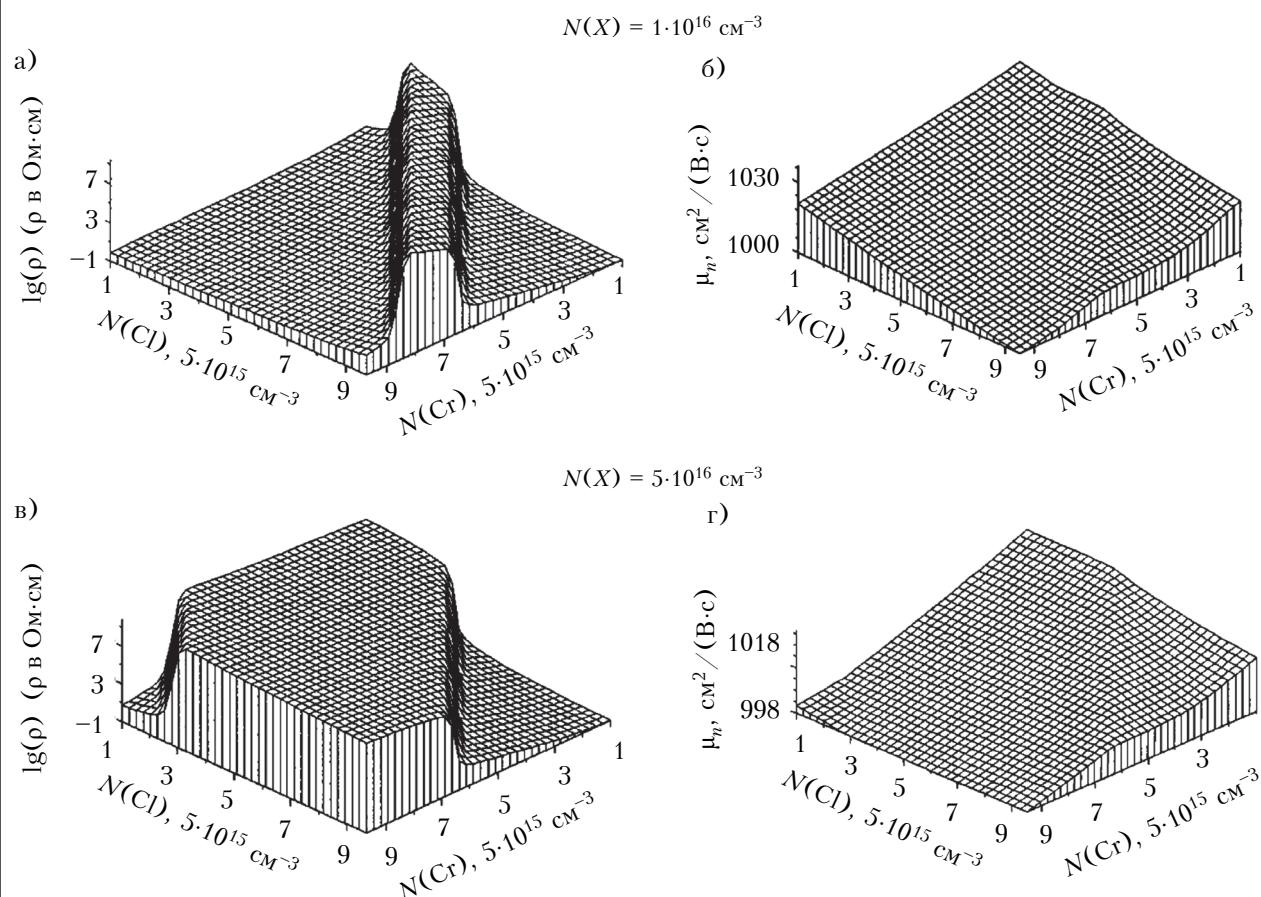 N(X) = 1·10¹⁶ см⁻³
а)
lg(ρ) (ρ в Ом·см)
7
3
−1
1
3
5
7
9
N(Cl), 5·10¹⁵ см⁻³
9
7
5
3
1
N(Cr), 5·10¹⁵ см⁻³
б)
μₙ, см²/(В·с)
1030
1000
1
3
5
7
9
N(Cl), 5·10¹⁵ см⁻³
9
7
5
3
1
N(Cr), 5·10¹⁵ см⁻³
N(X) = 5·10¹⁶ см⁻³
в)
lg(ρ) (ρ в Ом·см)
7
3
−1
1
3
5
7
9
N(Cl), 5·10¹⁵ см⁻³
9
7
5
3
1
N(Cr), 5·10¹⁵ см⁻³
г)
μₙ, см²/(В·с)
1018
998
1
3
5
7
9
N(Cl), 5·10¹⁵ см⁻³
9
7
5
3
1
N(Cr), 5·10¹⁵ см⁻³